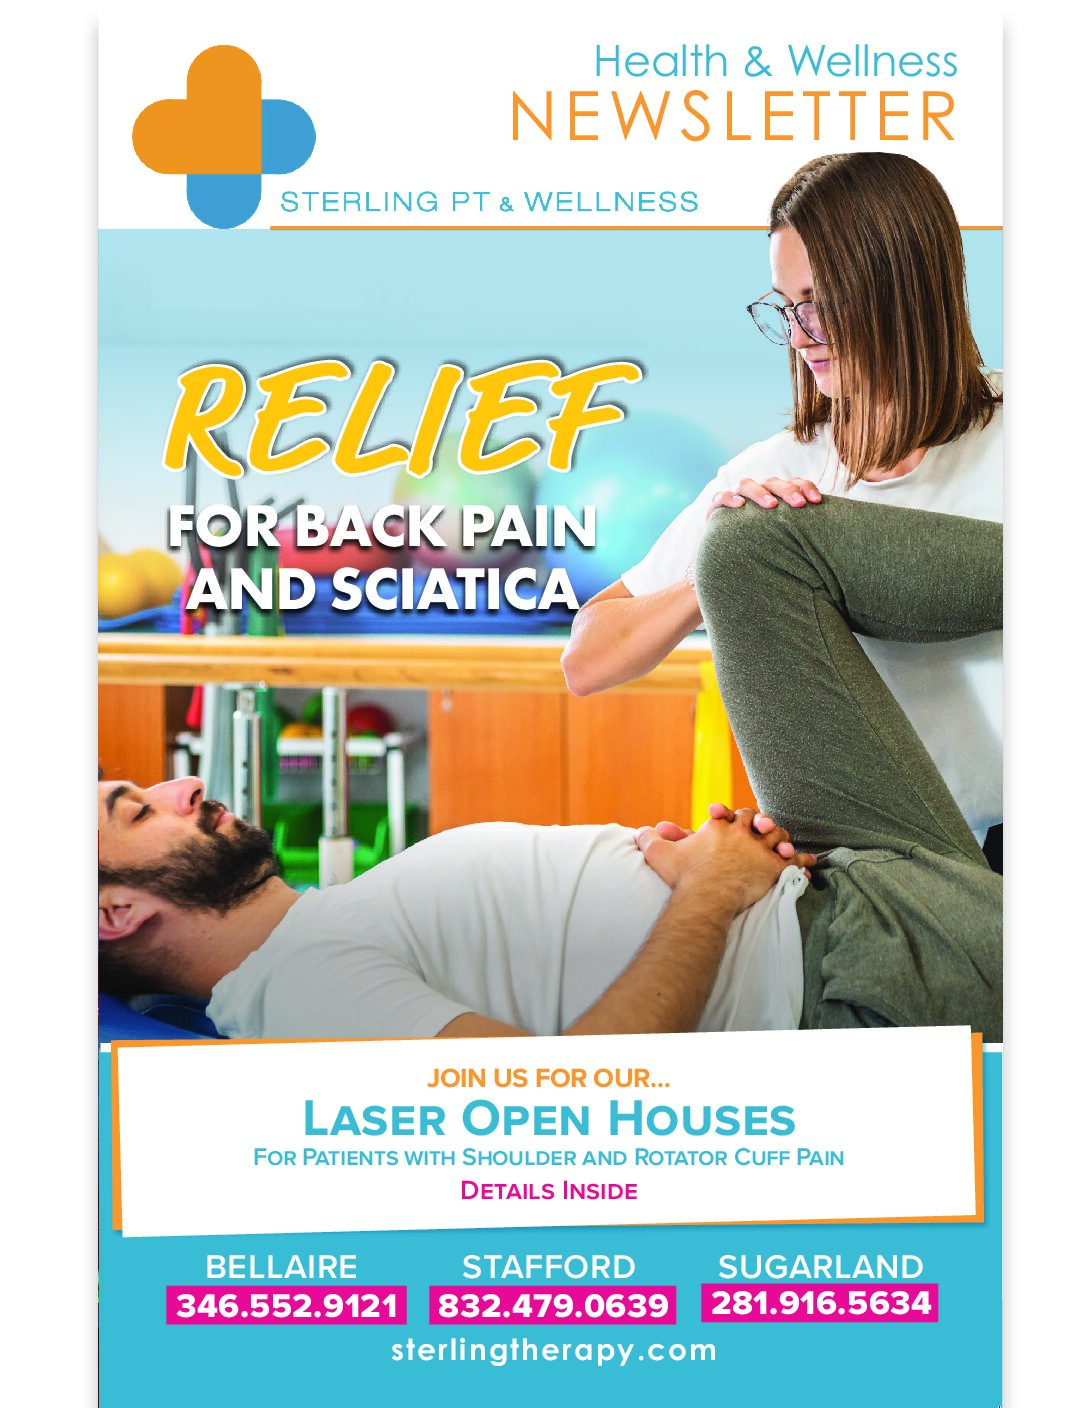 Health & Wellness
NEWSLETTER
STERLING PT & WELLNESS
RELIEF
FOR BACK PAIN
AND SCIATICA
JOIN US FOR OUR...
LASER OPEN HOUSES
FOR PATIENTS WITH SHOULDER AND ROTATOR CUFF PAIN
DETAILS INSIDE
BELLAIRE STAFFORD SUGARLAND
346.552.9121 832.479.0639 281.916.5634
sterlingtherapy.com